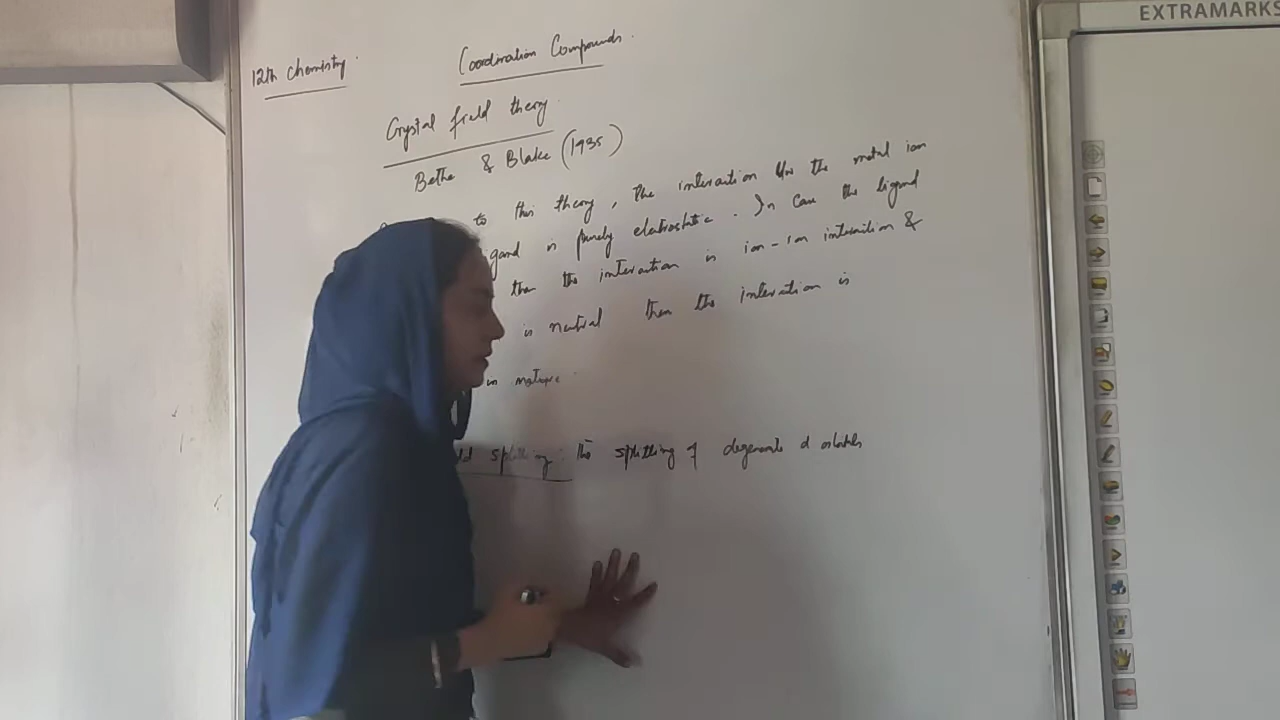 EXTRAMARKS
12th chemistry.
Coordination Compounds.
Crystal field theory
Bethe & Blake (1935)
to this theory, the interaction b/w the metal ion
gand is purely electrostatic. In case the ligand
then the interaction is ion-ion interaction &
is neutral then the interaction is
in nature
ld splitting: the splitting of degenerate d